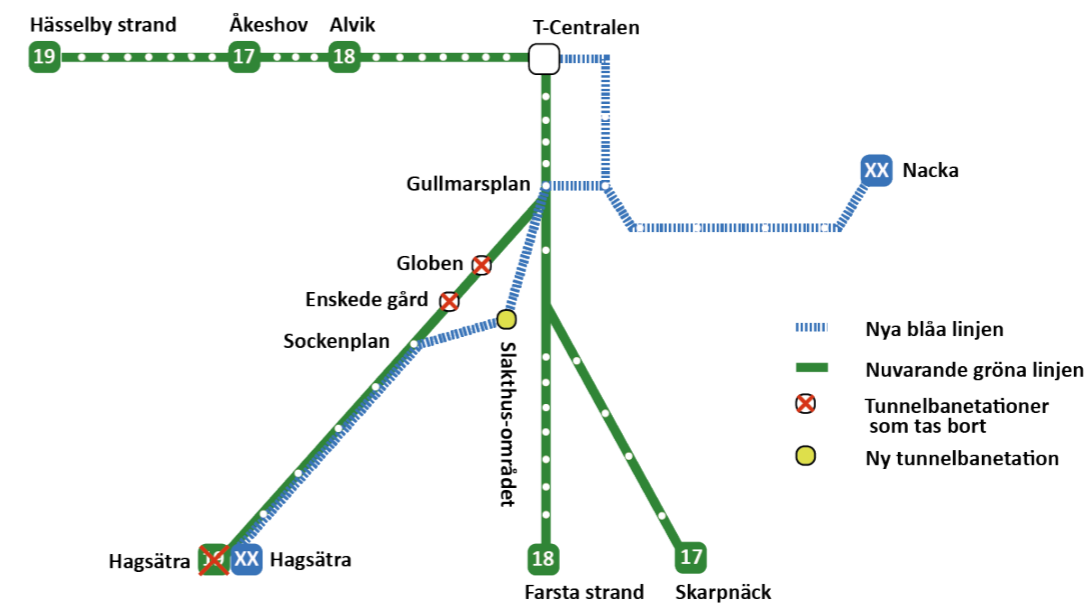 Hässelby strand
Åkeshov
Alvik
T-Centralen
19
17
18
XX
Nacka
Gullmarsplan
Globen
Enskede gård
Sockenplan
Slakthus-området
Nya blåa linjen
Nuvarande gröna linjen
Tunnelbanetationer
som tas bort
Ny tunnelbanetation
Hagsätra
19
XX
Hagsätra
18
17
Farsta strand
Skarpnäck